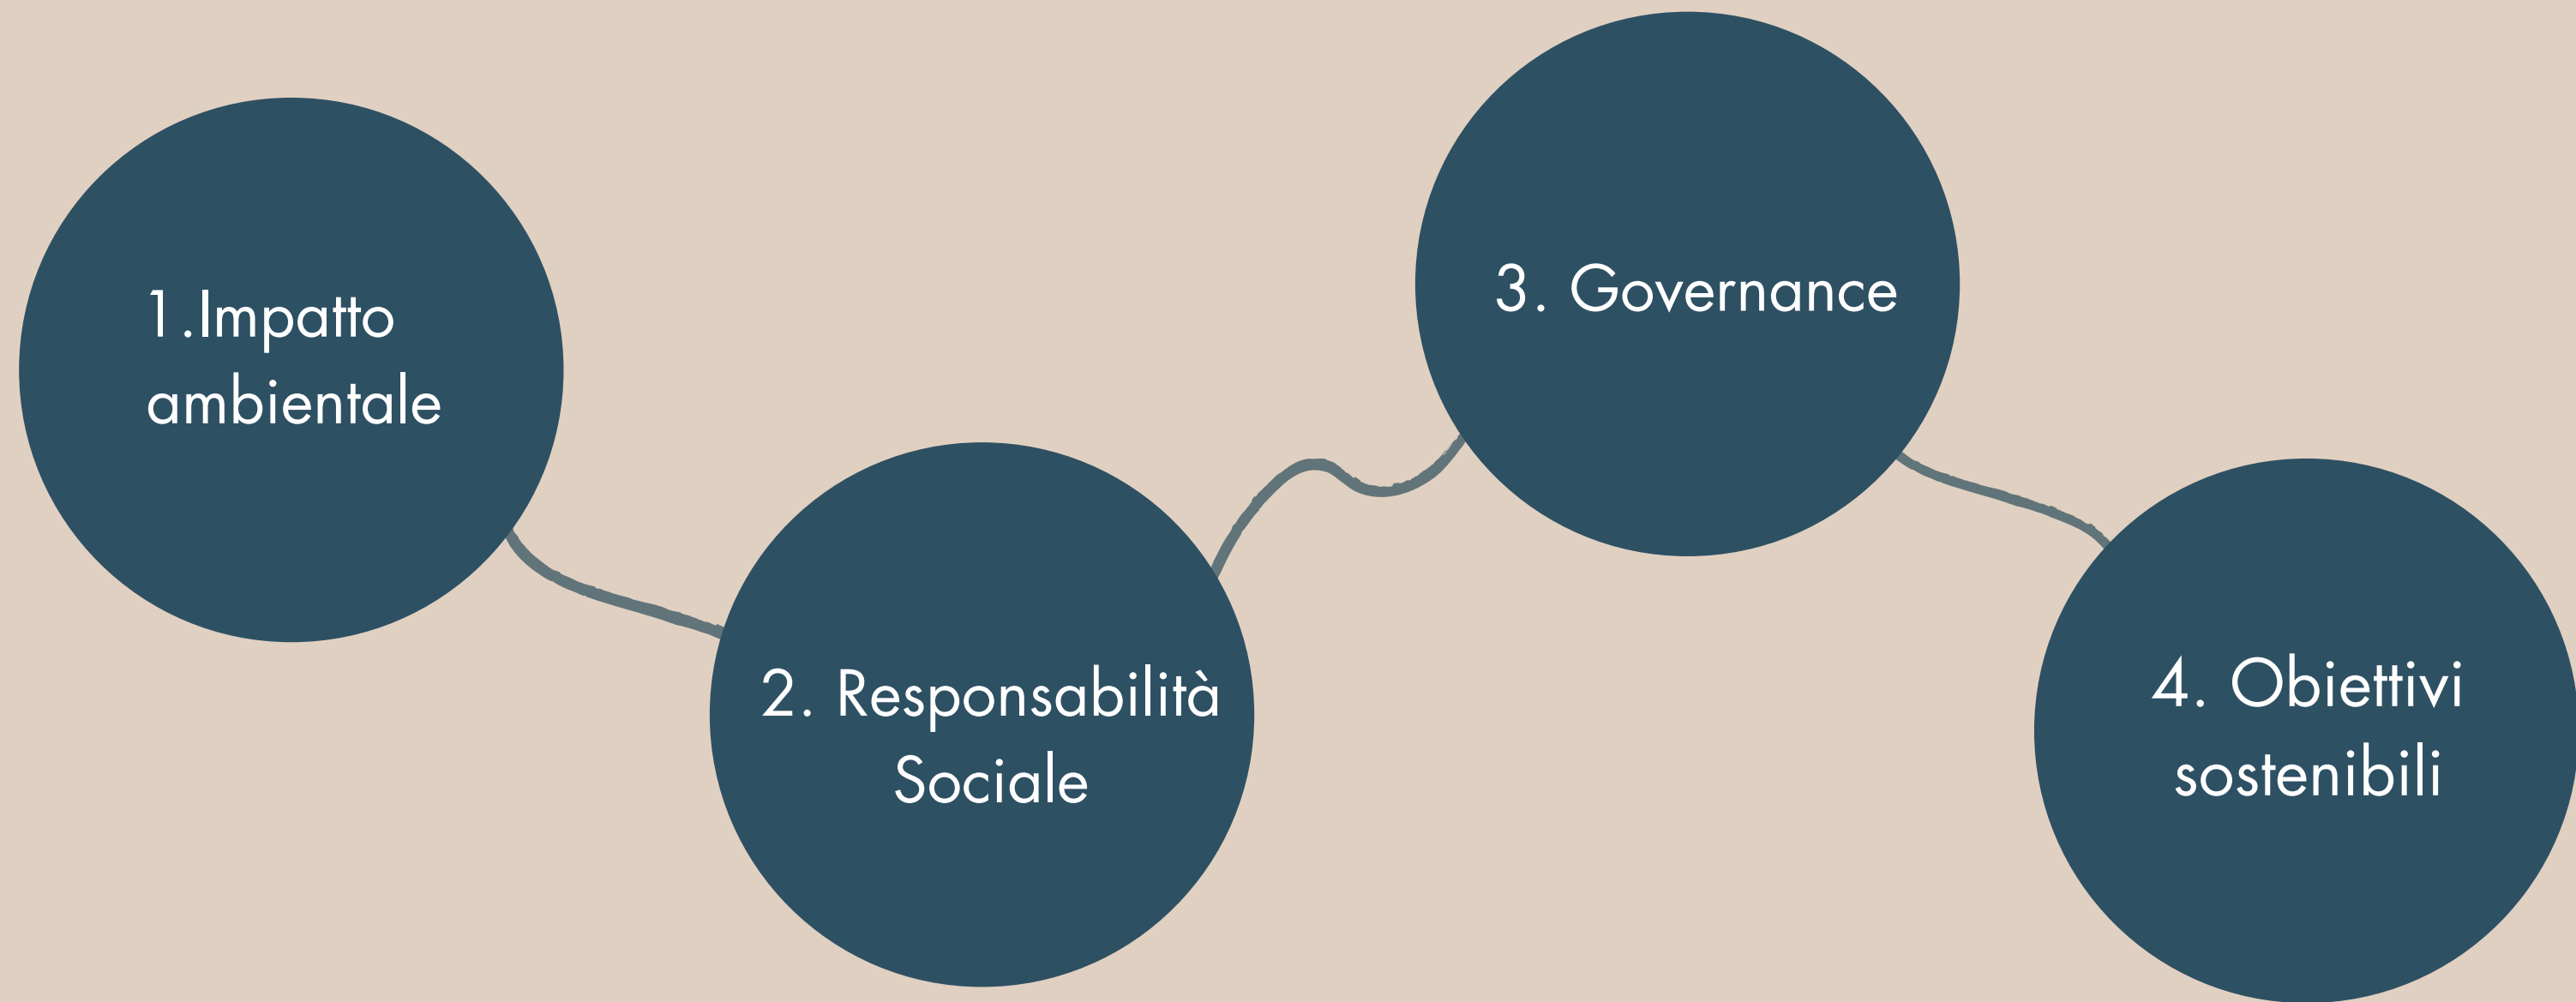 1.Impatto
ambientale
2. Responsabilità
Sociale
3. Governance
4. Obiettivi
sostenibili